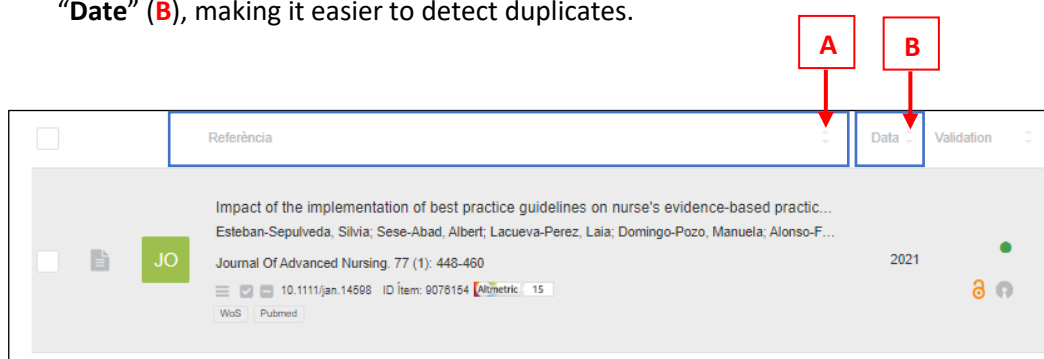 “Date” (B), making it easier to detect duplicates.
A B
Referència Data Validation
Impact of the implementation of best practice guidelines on nurse's evidence-based practic...
Esteban-Sepulveda, Silvia; Sese-Abad, Albert; Lacueva-Perez, Laia; Domingo-Pozo, Manuela; Alonso-F...
JO
Journal Of Advanced Nursing. 77 (1): 448-460
2021
10.1111/jan.14598 ID Ítem: 9076154 Altmetric 15
WoS Pubmed